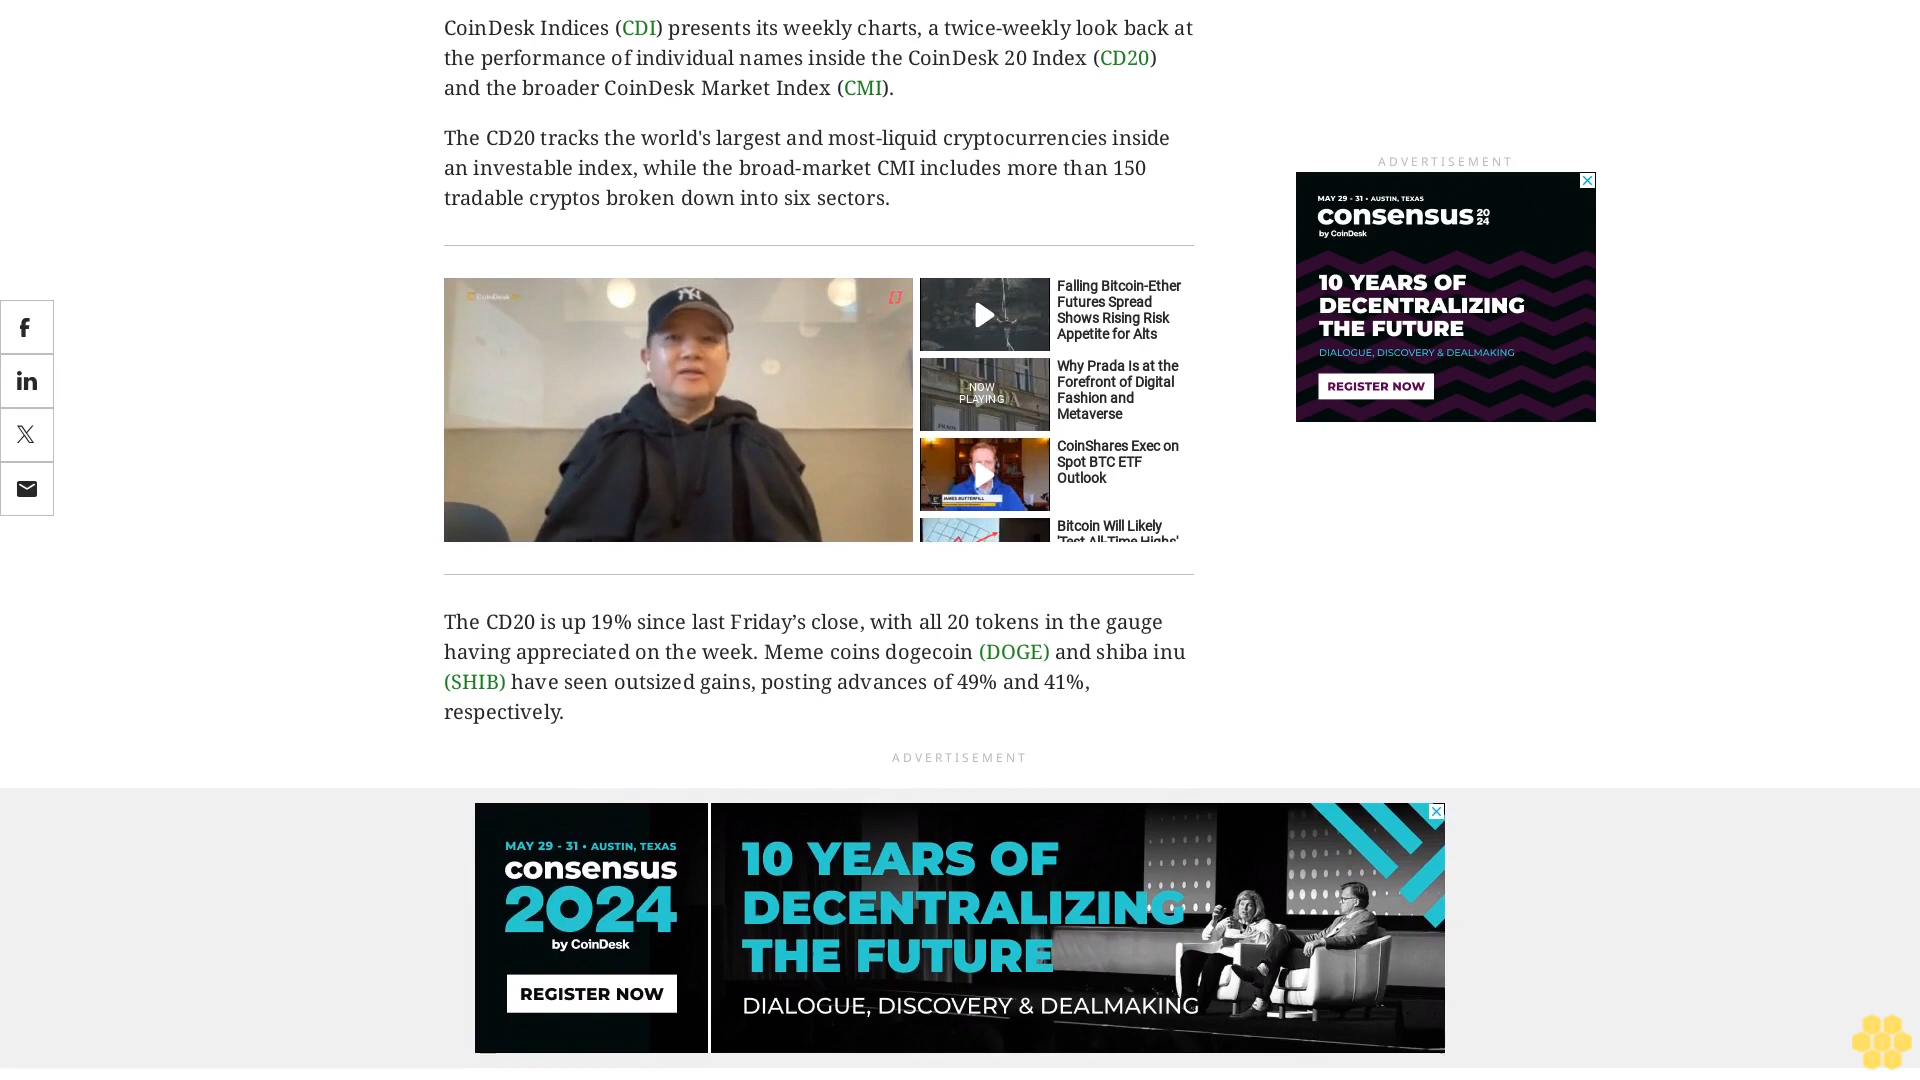 CoinDesk Indices (CDI) presents its weekly charts, a twice-weekly look back at
the performance of individual names inside the CoinDesk 20 Index (CD20)
and the broader CoinDesk Market Index (CMI).
The CD20 tracks the world's largest and most-liquid cryptocurrencies inside
an investable index, while the broad-market CMI includes more than 150
tradable cryptos broken down into six sectors.
ADVERTISEMENT
MAY 29 - 31 • AUSTIN, TEXAS
consensus 2024
by CoinDesk
10 YEARS OF
DECENTRALIZING
THE FUTURE
DIALOGUE, DISCOVERY & DEALMAKING
REGISTER NOW
CoinDesk
NY
Falling Bitcoin-Ether
Futures Spread
Shows Rising Risk
Appetite for Alts
NOW
PLAYING
PRADA
Why Prada Is at the
Forefront of Digital
Fashion and
Metaverse
JAMES BUTTERFILL
CoinShares Exec on
Spot BTC ETF
Outlook
Bitcoin Will Likely
'Test All-Time Highs'
The CD20 is up 19% since last Friday’s close, with all 20 tokens in the gauge
having appreciated on the week. Meme coins dogecoin (DOGE) and shiba inu
(SHIB) have seen outsized gains, posting advances of 49% and 41%,
respectively.
ADVERTISEMENT
MAY 29 - 31 • AUSTIN, TEXAS
consensus
2024
by CoinDesk
REGISTER NOW
10 YEARS OF
DECENTRALIZING
THE FUTURE
DIALOGUE, DISCOVERY & DEALMAKING